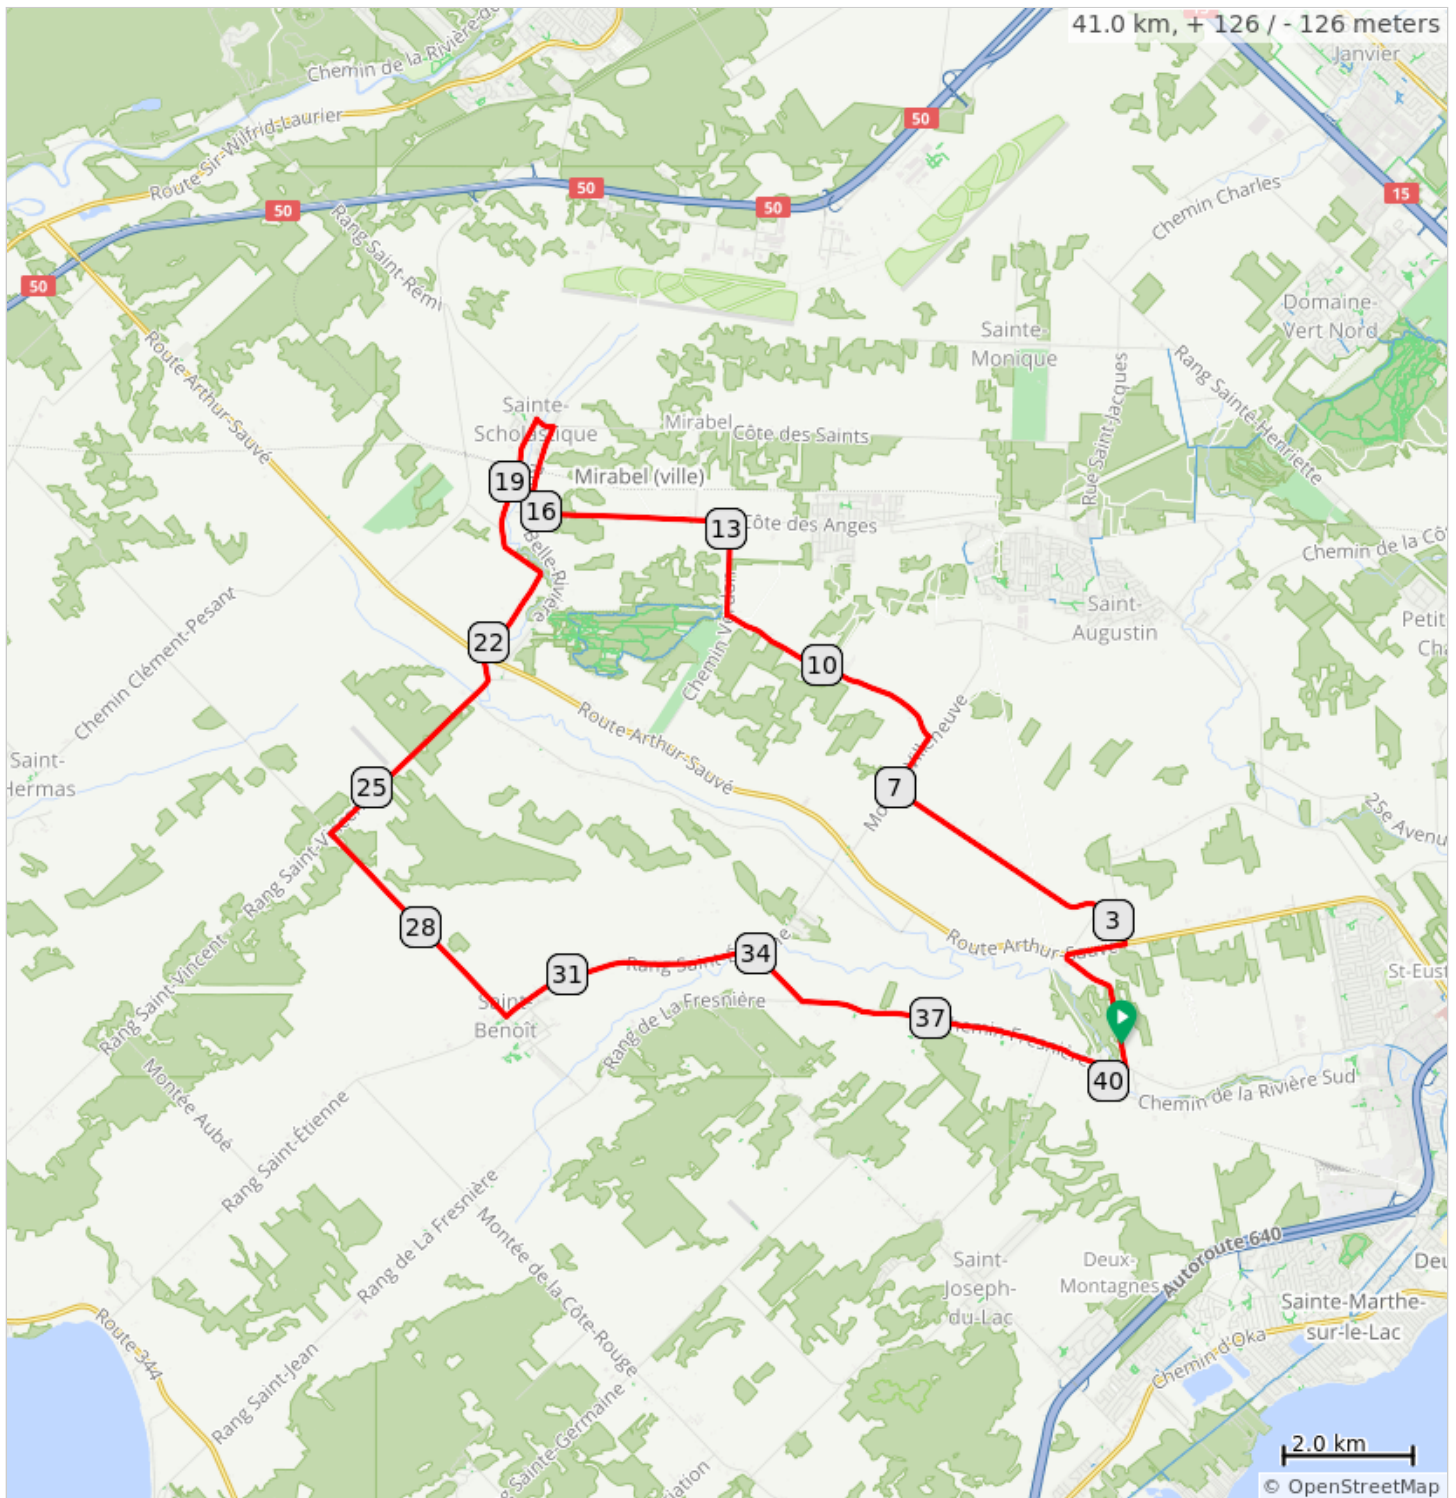 41.0 km, + 126 / - 126 meters
Janvier
Chemin de la Rivière-du
Route Sir-Wilfrid-Laurier
50
15
50
50
50
50
Chemin Charles
Rang Saint-Rémi
Domaine-
Vert Nord
Sainte-
Monique
Route Arthur-Sauvé
Rang Sainte-Henriette
Rue Saint-Jacques
Sainte-
Scholastique
Mirabel
Côte des Saints
19
Mirabel (ville)
16
13
Côte des Anges
Chemin de la Cô
Belle-Rivière
Chemin Clément-Pesant
Saint-
Augustin
Petit
Cha
22
10
Route Arthur-Sauvé
Saint-
Hermas
25
7
25e Avenu
Rang Saint-Vincent
3
28
Route Arthur-Sauvé
34
31
St-Eust
Rang Saint-Vincent
Rang de La Fresnière
Saint-
Benoît
37
Chemin Fresnière
40
Chemin de la Rivière Sud
Montée Aubé
Rang Saint-Étienne
Rang de La Fresnière
Montée de la Côte-Rouge
Autoroute 640
Saint-
Joseph-
du-Lac
Deux-
Montagnes
Deu
Sainte-Marthe-
sur-le-Lac
Route 344
Chemin d'Oka
Rang Saint-Jean
Rang Sainte-Germaine
2.0 km
© OpenStreetMap